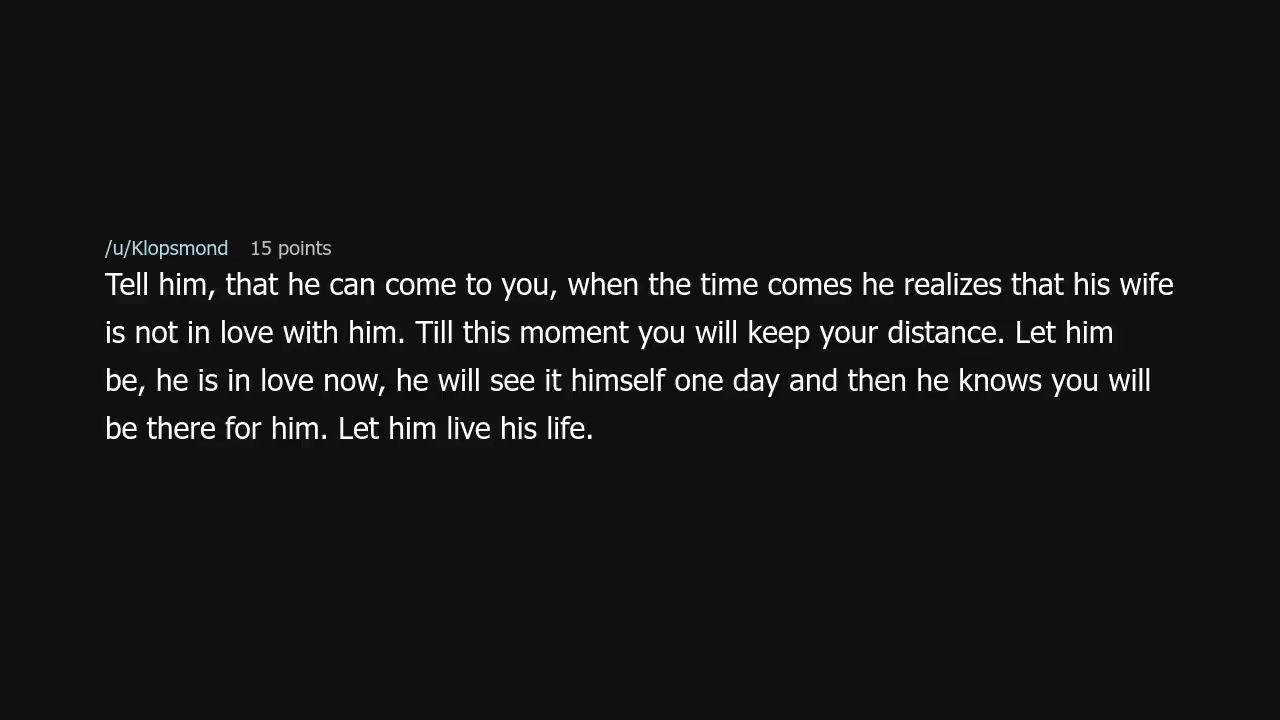 /u/Klopsmond 15 points
Tell him, that he can come to you, when the time comes he realizes that his wife
is not in love with him. Till this moment you will keep your distance. Let him
be, he is in love now, he will see it himself one day and then he knows you will
be there for him. Let him live his life.